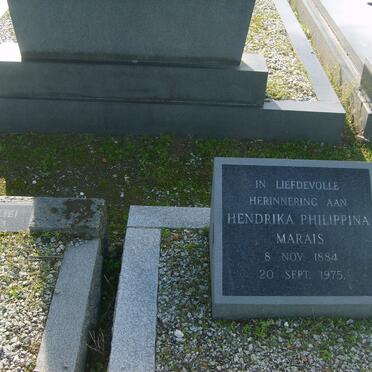 IN LIEFDEVOLLE
HERINNERING AAN
HENDRIKA PHILIPPINA
MARAIS
8 NOV. 1884
20 SEPT. 1975.